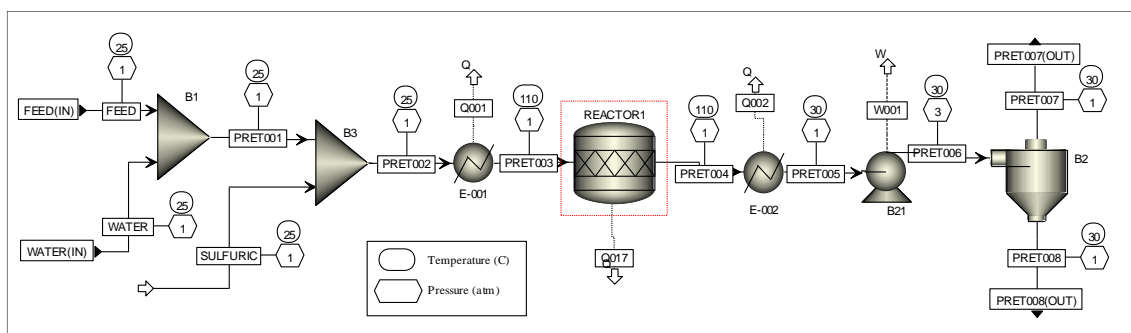 PRET007(OUT)
25
FEED(IN)
1
FEED
B1
25
1
PRET001
B3
25
1
PRET002
Q
Q001
E-001
110
1
PRET003
REACTOR1
Q017
Q
110
1
PRET004
Q
Q002
E-002
30
1
PRET005
W
W001
B21
30
3
PRET006
PRET007
30
1
B2
25
1
WATER
WATER(IN)
25
1
SULFURIC
Temperature (C)
Pressure (atm)
PRET008
30
1
PRET008(OUT)